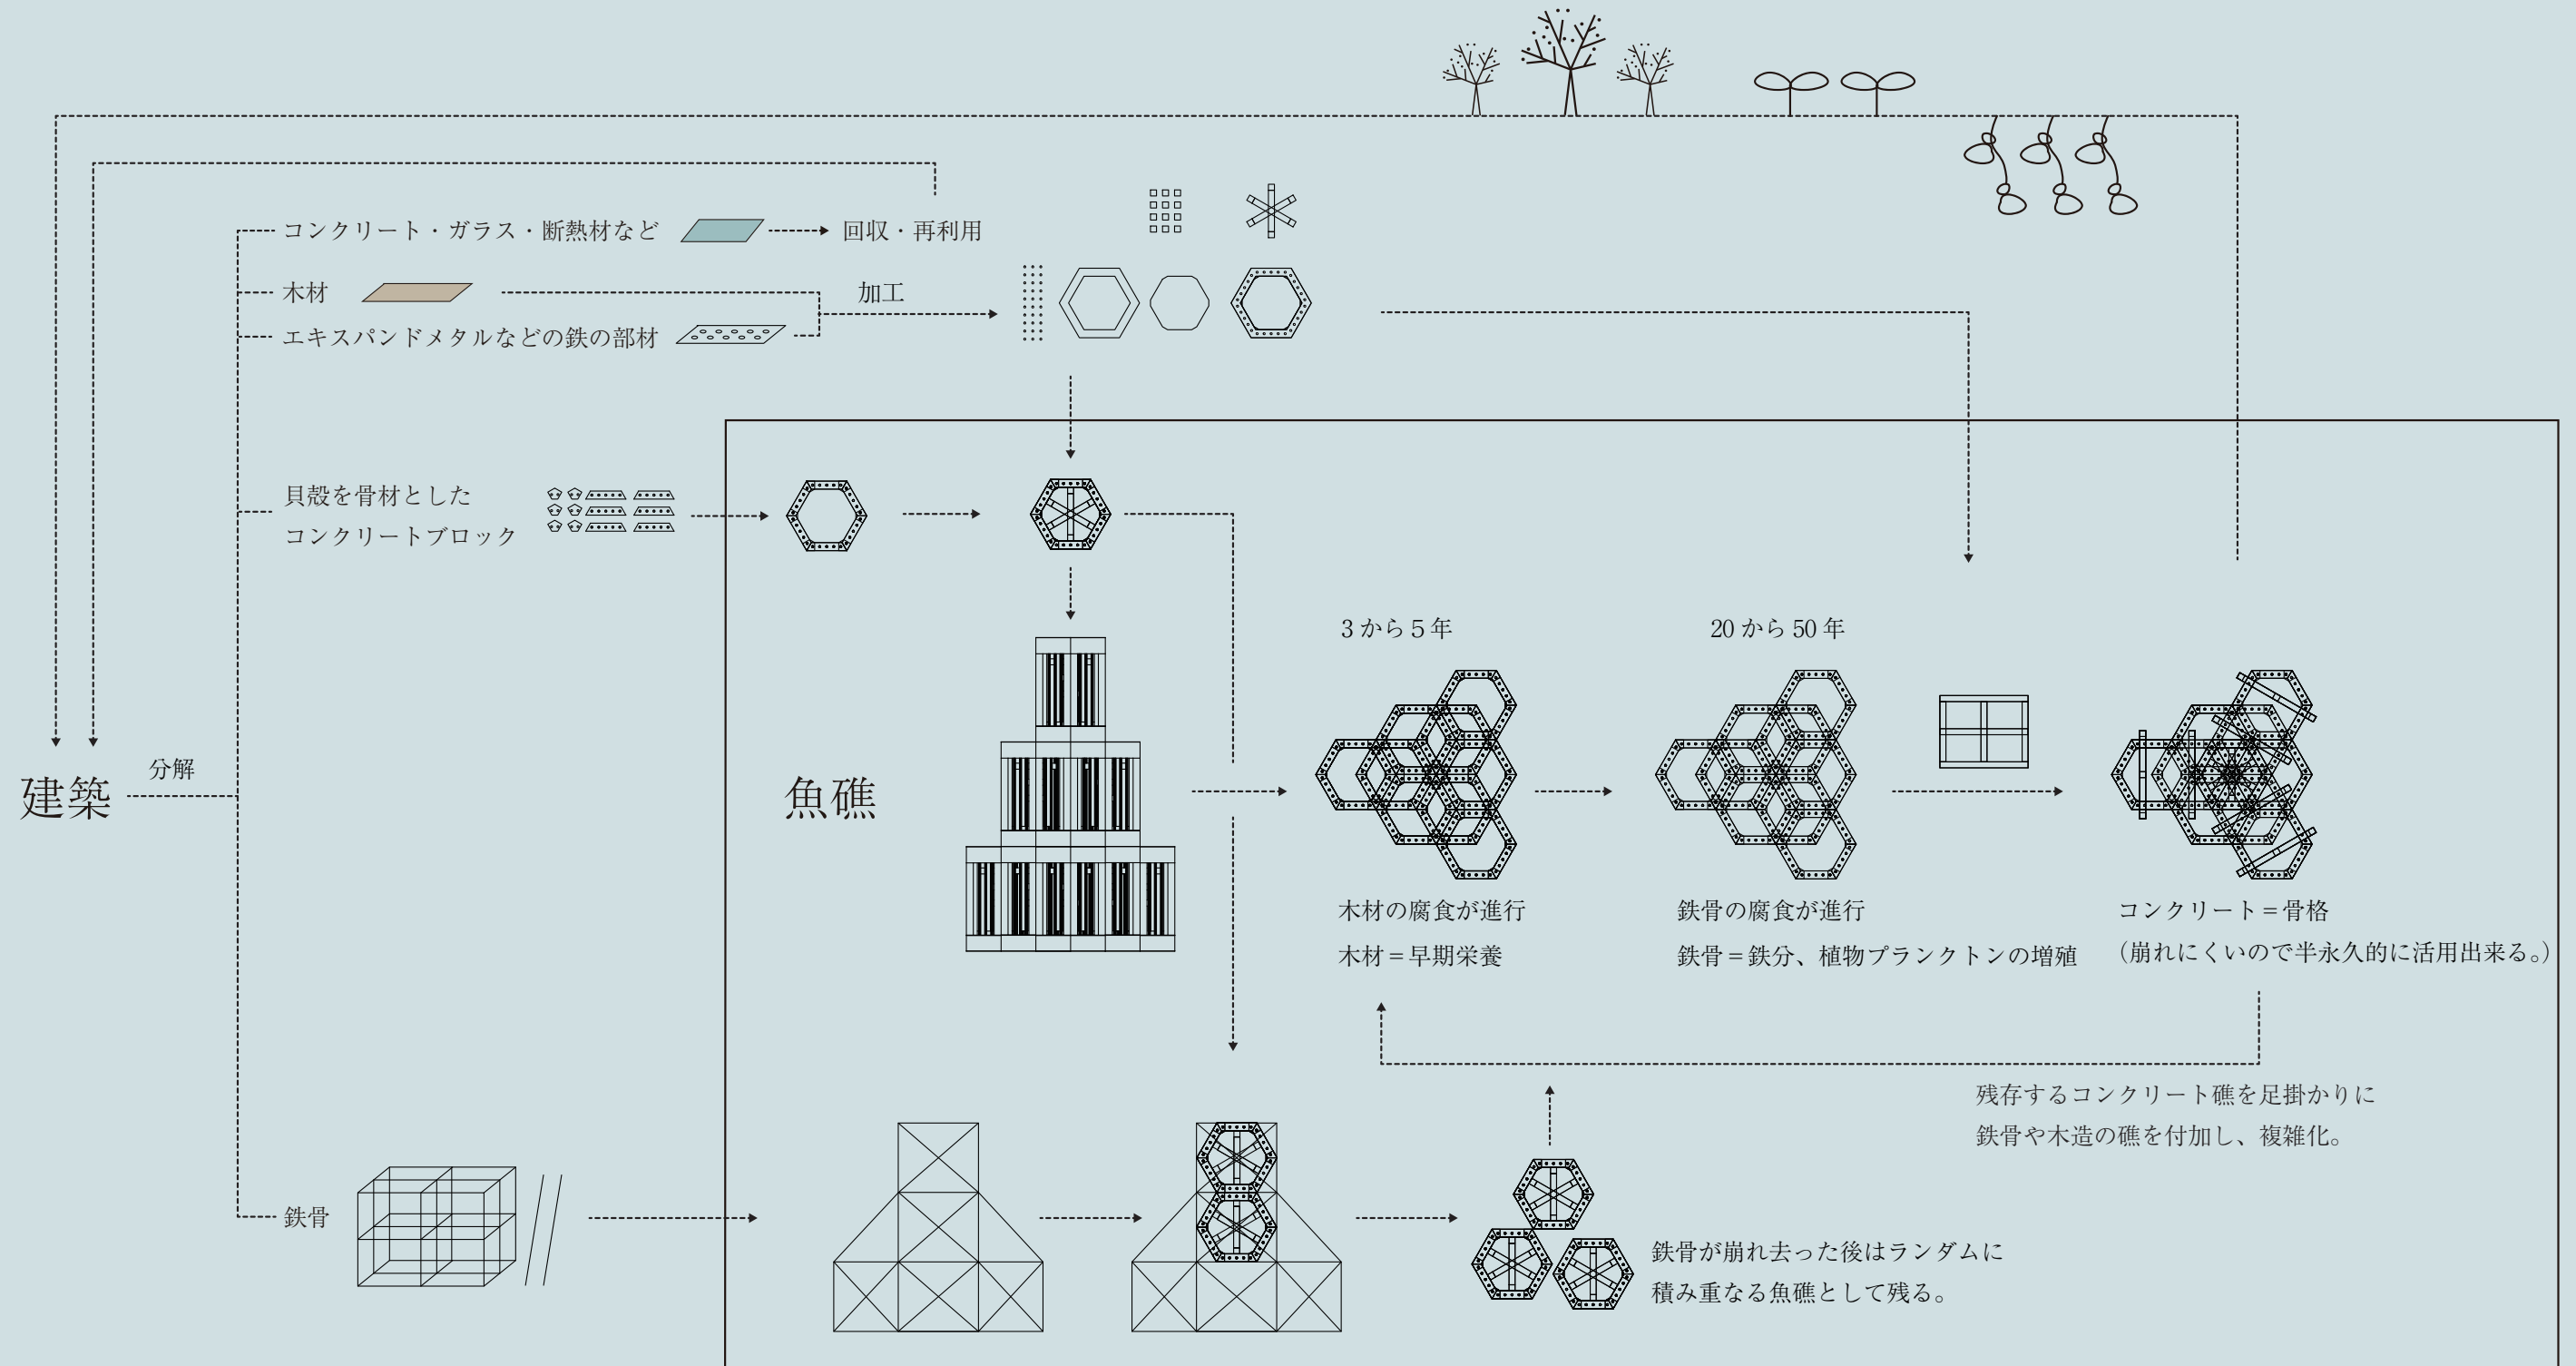 コンクリート・ガラス・断熱材など
回収・再利用
木材
加工
エキスパンドメタルなどの鉄の部材
貝殻を骨材とした
コンクリートブロック
建築
分解
魚礁
3 から 5 年
20 から 50 年
木材の腐食が進行
木材＝早期栄養
鉄骨の腐食が進行
鉄骨＝鉄分、植物プランクトンの増殖
コンクリート＝骨格
（崩れにくいので半永久的に活用出来る。）
残存するコンクリート礁を足掛かりに
鉄骨や木造の礁を付加し、複雑化。
鉄骨
鉄骨が崩れ去った後はランダムに
積み重なる魚礁として残る。